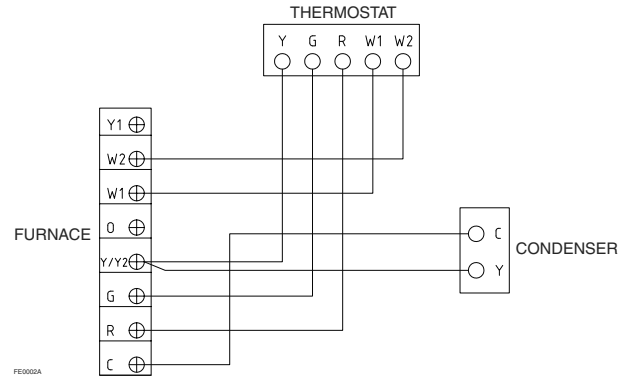 THERMOSTAT
Y G R W1 W2
Y1
W2
W1
O
FURNACE
Y/Y2
G
R
C
C
CONDENSER
Y
FE0002A